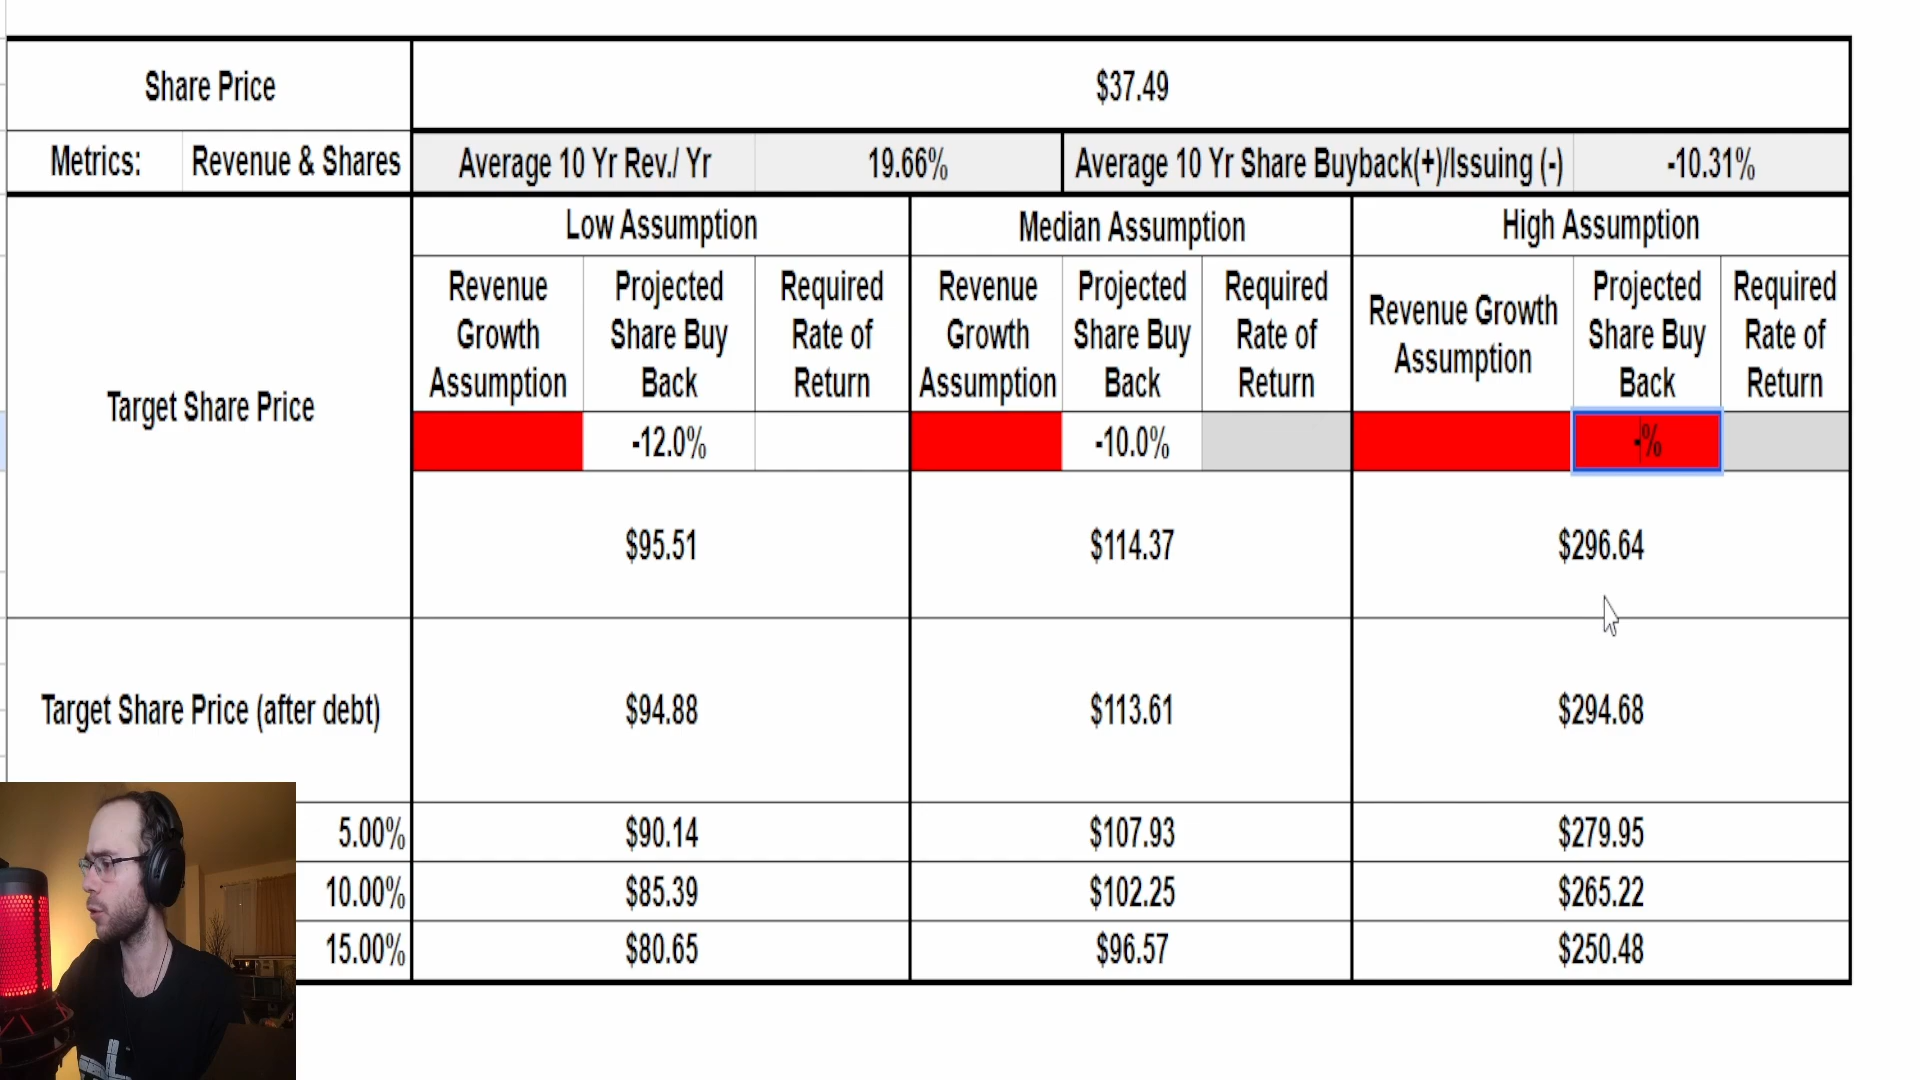 Share Price
$37.49
Metrics:
Revenue & Shares
Average 10 Yr Rev./ Yr
19.66%
Average 10 Yr Share Buyback(+)/Issuing (-)
-10.31%
Target Share Price
Low Assumption
Median Assumption
High Assumption
Revenue
Growth
Assumption
Projected
Share Buy
Back
Required
Rate of
Return
Revenue
Growth
Assumption
Projected
Share Buy
Back
Required
Rate of
Return
Revenue Growth
Assumption
Projected
Share Buy
Back
Required
Rate of
Return
-12.0%
-10.0%
-%
$95.51
$114.37
$296.64
Target Share Price (after debt)
$94.88
$113.61
$294.68
5.00%
$90.14
$107.93
$279.95
10.00%
$85.39
$102.25
$265.22
15.00%
$80.65
$96.57
$250.48